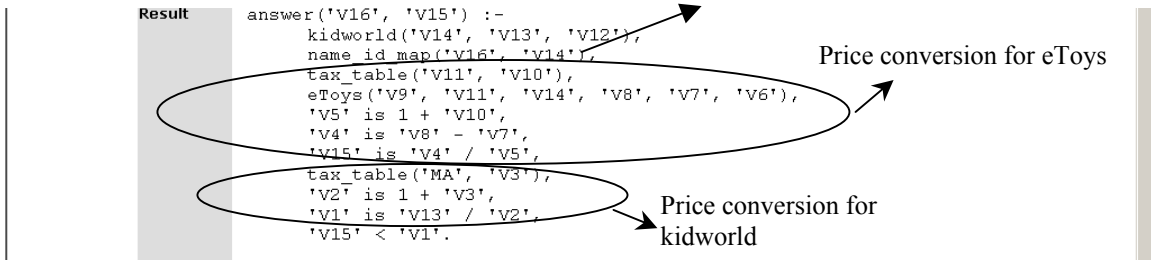 Result
answer('V16', 'V15') :-
kidworld('V14', 'V13', 'V12'),
name_id_map('V16', 'V14'),
tax_table('V11', 'V10'),
eToys('V9', 'V11', 'V14', 'V8', 'V7', 'V6'),
'V5' is 1 + 'V10',
'V4' is 'V8' - 'V7',
'V15' is 'V4' / 'V5',
tax_table('MA', 'V3'),
'V2' is 1 + 'V3',
'V1' is 'V13' / 'V2',
'V15' < 'V1'.
Price conversion for eToys
Price conversion for
kidworld